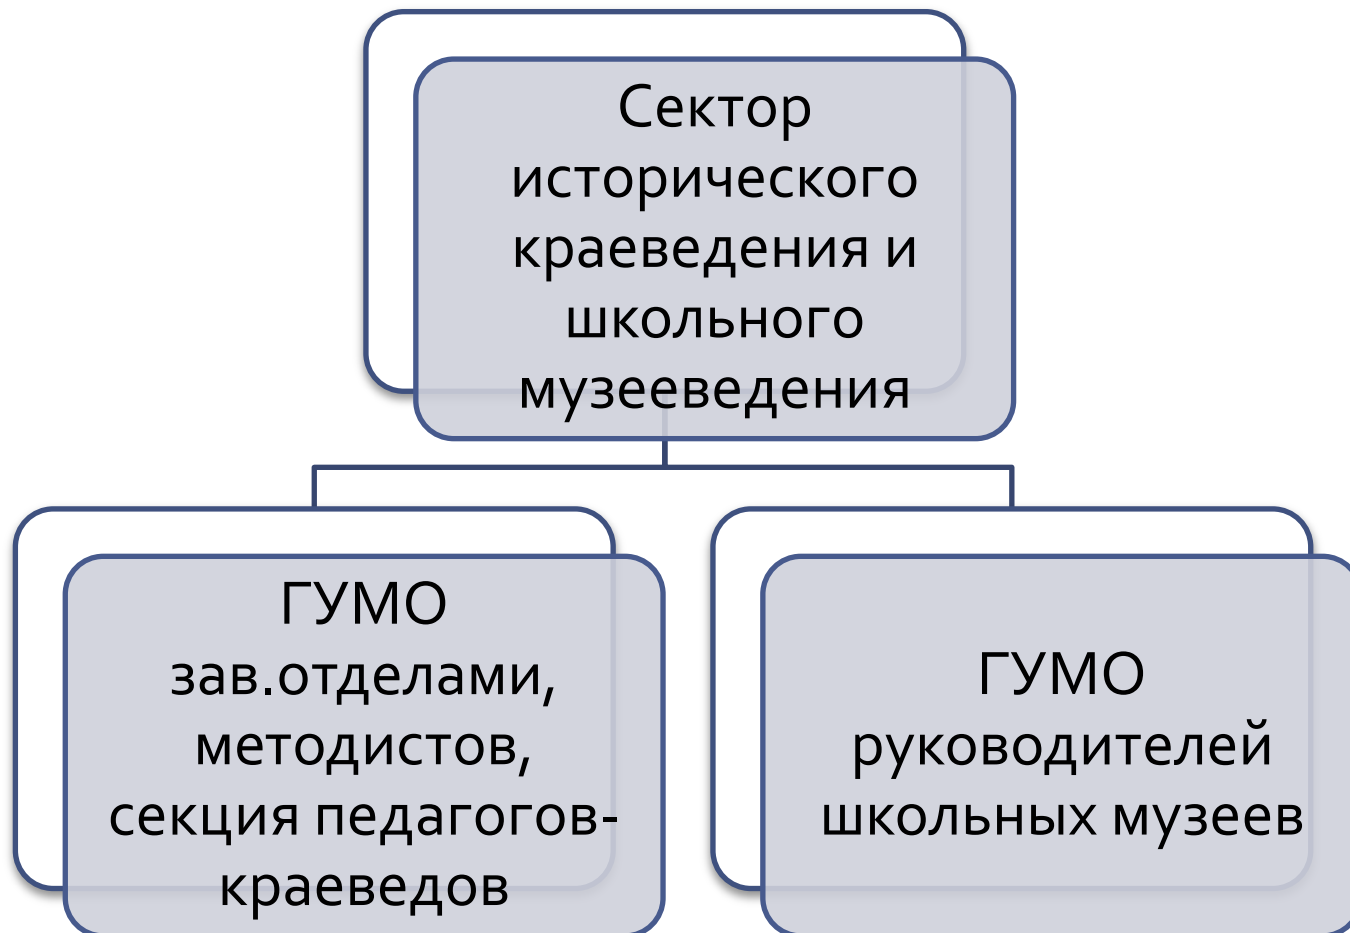 Сектор
исторического
краеведения и
школьного
музееведения
ГУМО
зав.отделами,
методистов,
секция педагогов-
краеведов
ГУМО
руководителей
школьных музеев